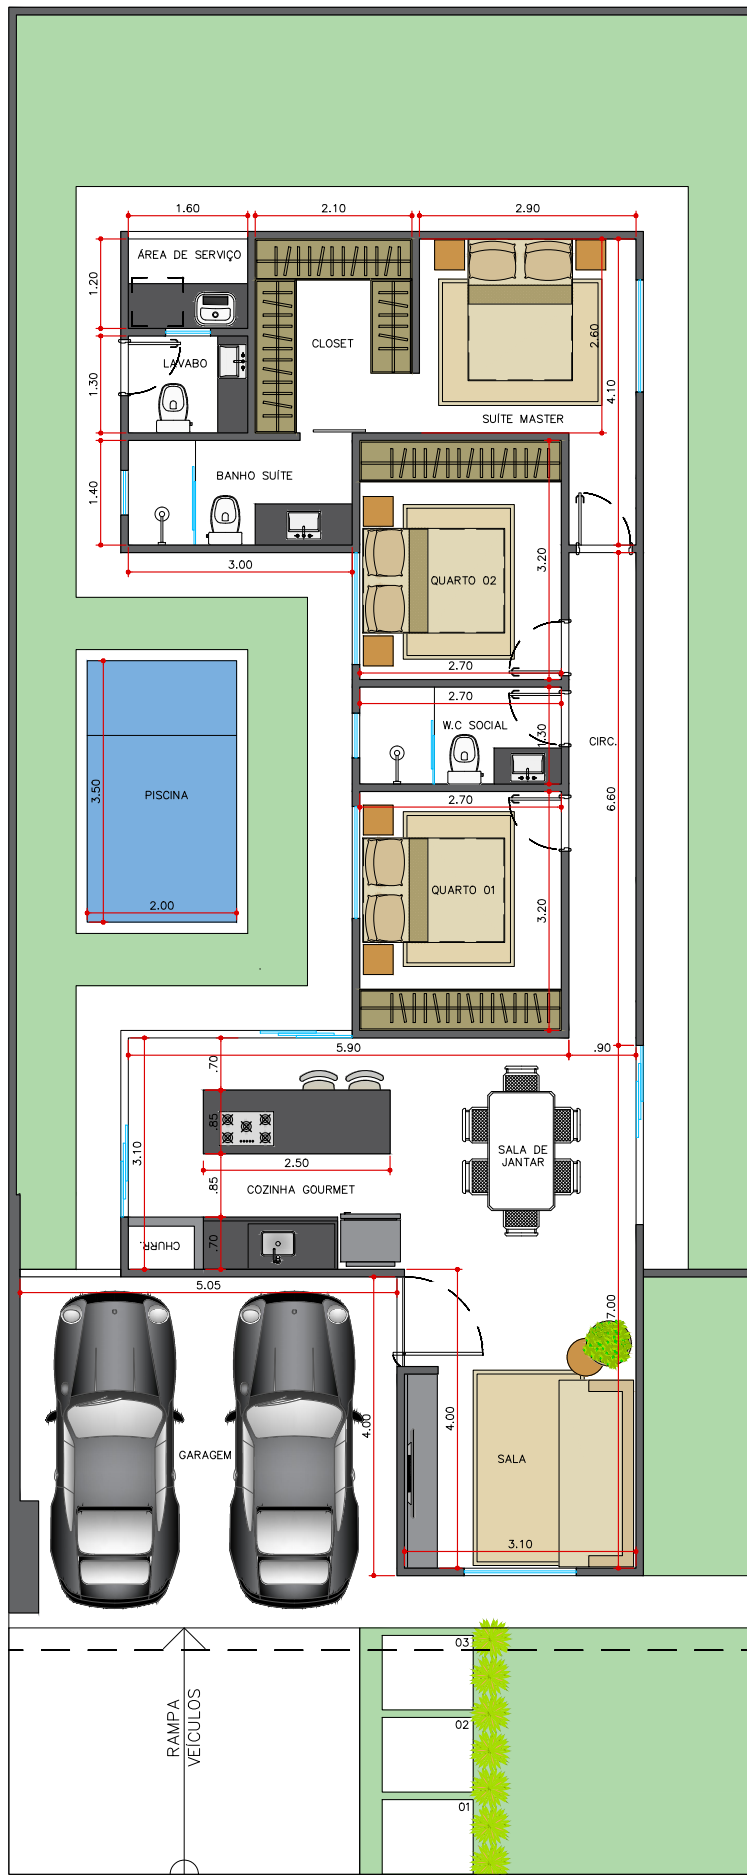 1.60
2.10
2.90
ÁREA DE SERVIÇO
1.20
CLOSET
2.60
4.10
LAVABO
1.30
SUÍTE MASTER
BANHO SUÍTE
1.40
3.00
3.20
QUARTO 02
2.70
2.70
W.C SOCIAL
1.30
CIRC.
PISCINA
3.50
2.00
6.60
2.70
QUARTO 01
3.20
5.90
.90
.70
.85
3.10
2.50
SALA DE
JANTAR
.85
COZINHA GOURMET
CHURR.
.70
5.05
7.00
4.00
4.00
GARAGEM
SALA
3.10
03
RAMPA
VEÍCULOS
02
01